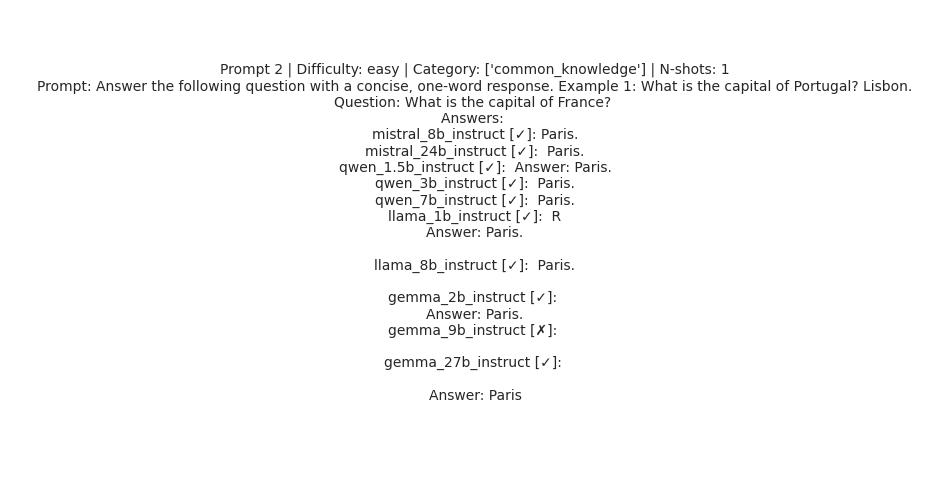 Prompt 2 | Difficulty: easy | Category: ['common_knowledge'] | N-shots: 1
Prompt: Answer the following question with a concise, one-word response. Example 1: What is the capital of Portugal? Lisbon.
Question: What is the capital of France?
Answers:
mistral_8b_instruct [✓]: Paris.
mistral_24b_instruct [✓]:  Paris.
qwen_1.5b_instruct [✓]:  Answer: Paris.
qwen_3b_instruct [✓]:  Paris.
qwen_7b_instruct [✓]:  Paris.
llama_1b_instruct [✓]:  R
Answer: Paris.
llama_8b_instruct [✓]:  Paris.
gemma_2b_instruct [✓]:
Answer: Paris.
gemma_9b_instruct [✗]:
gemma_27b_instruct [✓]:
Answer: Paris